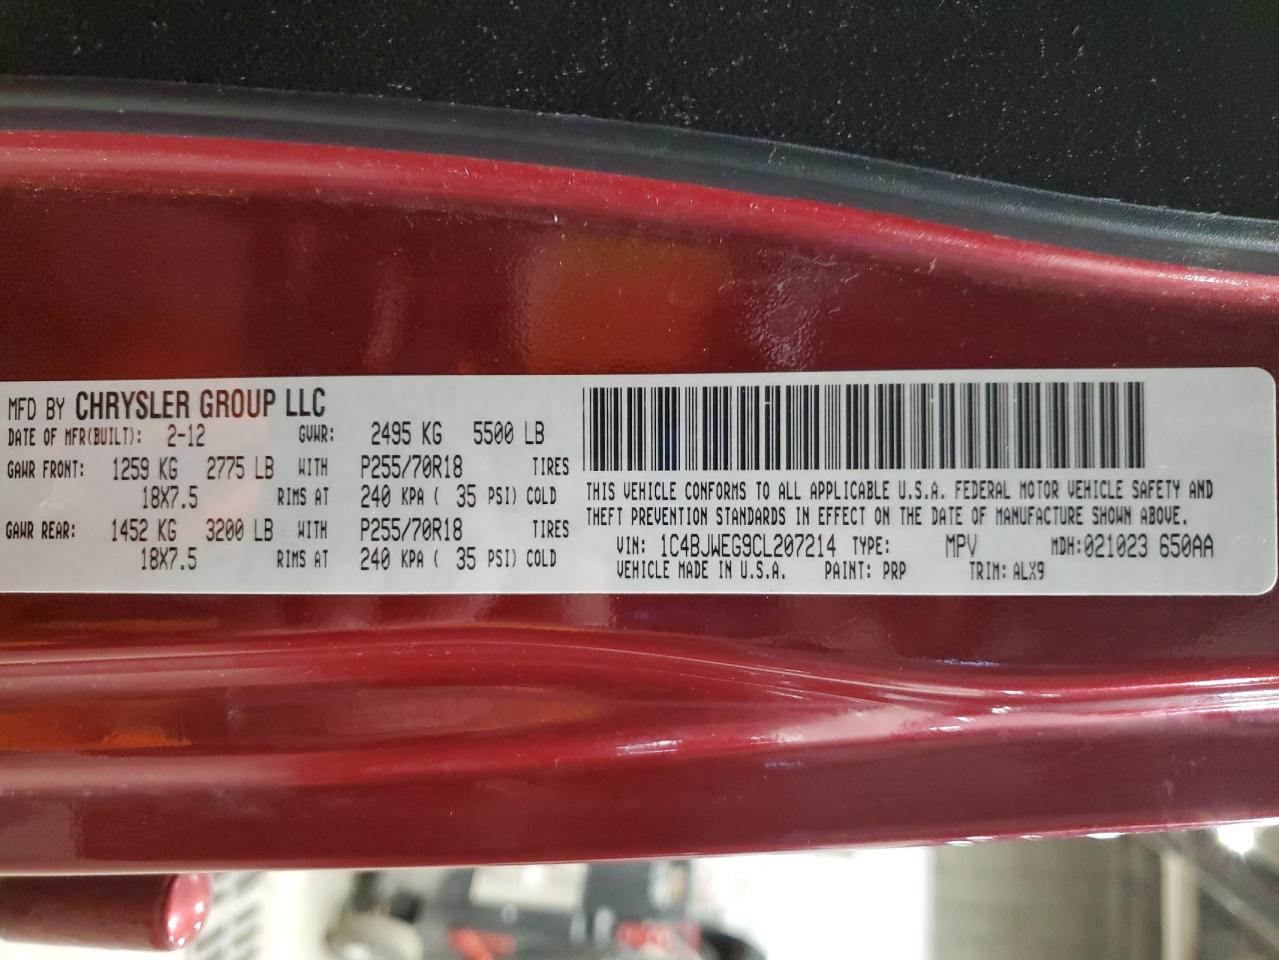 MFD BY CHRYSLER GROUP LLC
DATE OF MFR(BUILT): 2-12 GVWR: 2495 KG 5500 LB
GAWR FRONT: 1259 KG 2775 LB WITH P255/70R18 TIRES
18X7.5 RIMS AT 240 KPA ( 35 PSI) COLD
GAWR REAR: 1452 KG 3200 LB WITH P255/70R18 TIRES
18X7.5 RIMS AT 240 KPA ( 35 PSI) COLD
THIS VEHICLE CONFORMS TO ALL APPLICABLE U.S.A. FEDERAL MOTOR VEHICLE SAFETY AND
THEFT PREVENTION STANDARDS IN EFFECT ON THE DATE OF MANUFACTURE SHOWN ABOVE.
VIN: 1C4BJWEG9CL207214 TYPE: MPV MDH:021023 650AA
VEHICLE MADE IN U.S.A. PAINT: PRP TRIM: ALX9